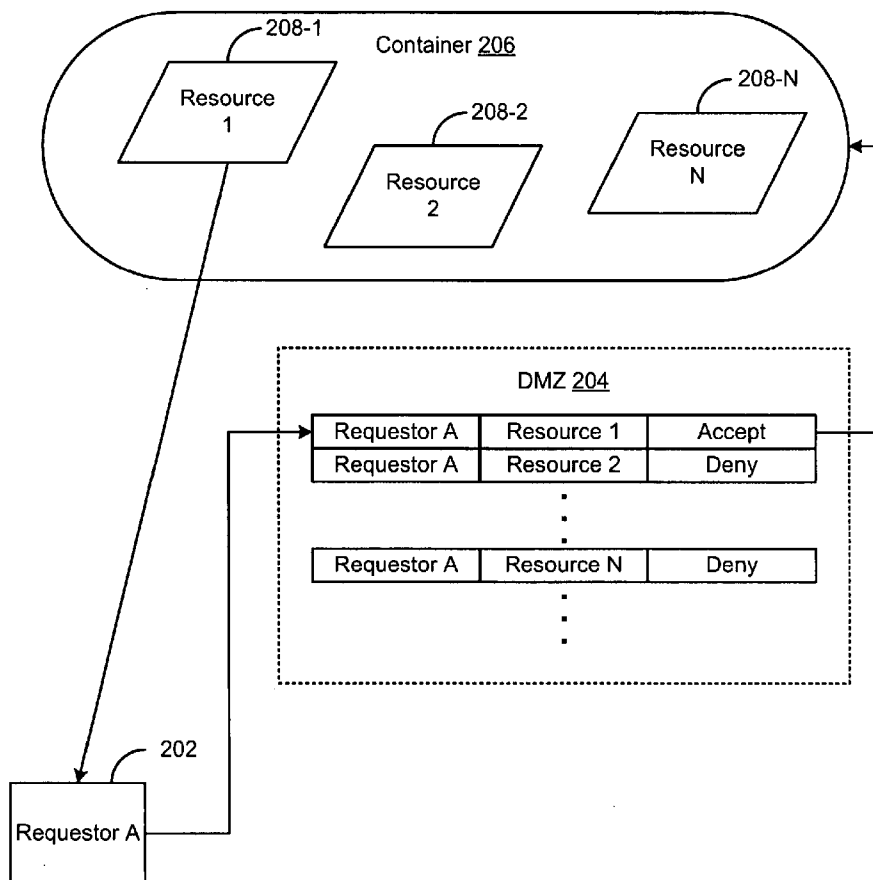 208-1
Container 206
208-N
Resource
1
208-2
Resource
N
Resource
2
DMZ 204
Requestor A Resource 1 Accept
Requestor A Resource 2 Deny
Requestor A Resource N Deny
202
Requestor A